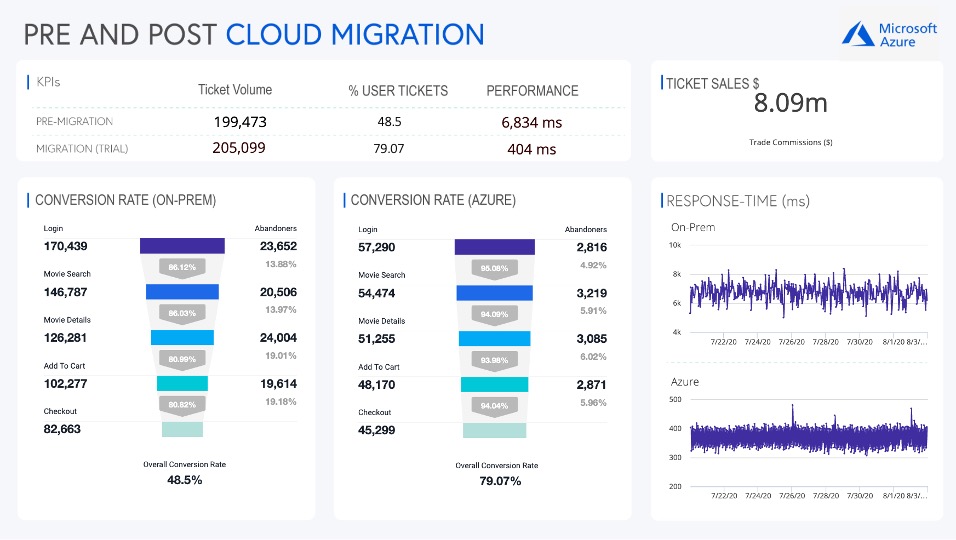 PRE AND POST CLOUD MIGRATION
Microsoft
Azure
KPIs
Ticket Volume
% USER TICKETS
PERFORMANCE
PRE-MIGRATION
199,473
48.5
6,834 ms
MIGRATION (TRIAL)
205,099
79.07
404 ms
TICKET SALES $
8.09m
Trade Commissions ($)
CONVERSION RATE (ON-PREM)
Login
Abandoners
170,439
23,652
86.12%
13.88%
Movie Search
146,787
20,506
86.03%
13.97%
Movie Details
126,281
24,004
80.99%
19.01%
Add To Cart
102,277
19,614
80.82%
19.18%
Checkout
82,663
Overall Conversion Rate
48.5%
CONVERSION RATE (AZURE)
Login
Abandoners
57,290
2,816
95.08%
4.92%
Movie Search
54,474
3,219
94.09%
5.91%
Movie Details
51,255
3,085
93.98%
6.02%
Add To Cart
48,170
2,871
94.04%
5.96%
Checkout
45,299
Overall Conversion Rate
79.07%
RESPONSE-TIME (ms)
On-Prem
10k
8k
6k
4k
7/22/20 7/24/20 7/26/20 7/28/20 7/30/20 8/1/20 8/3/...
Azure
500
400
300
200
7/22/20 7/24/20 7/26/20 7/28/20 7/30/20 8/1/20 8/3/...